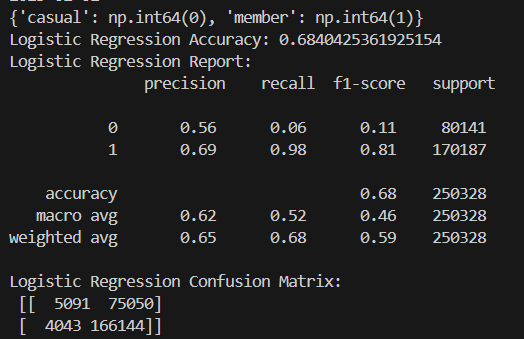 {'casual': np.int64(0), 'member': np.int64(1)}
Logistic Regression Accuracy: 0.6840425361925154
Logistic Regression Report:
precision recall f1-score support
0 0.56 0.06 0.11 80141
1 0.69 0.98 0.81 170187
accuracy 0.68 250328
macro avg 0.62 0.52 0.46 250328
weighted avg 0.65 0.68 0.59 250328
Logistic Regression Confusion Matrix:
[[ 5091 75050]
[ 4043 166144]]